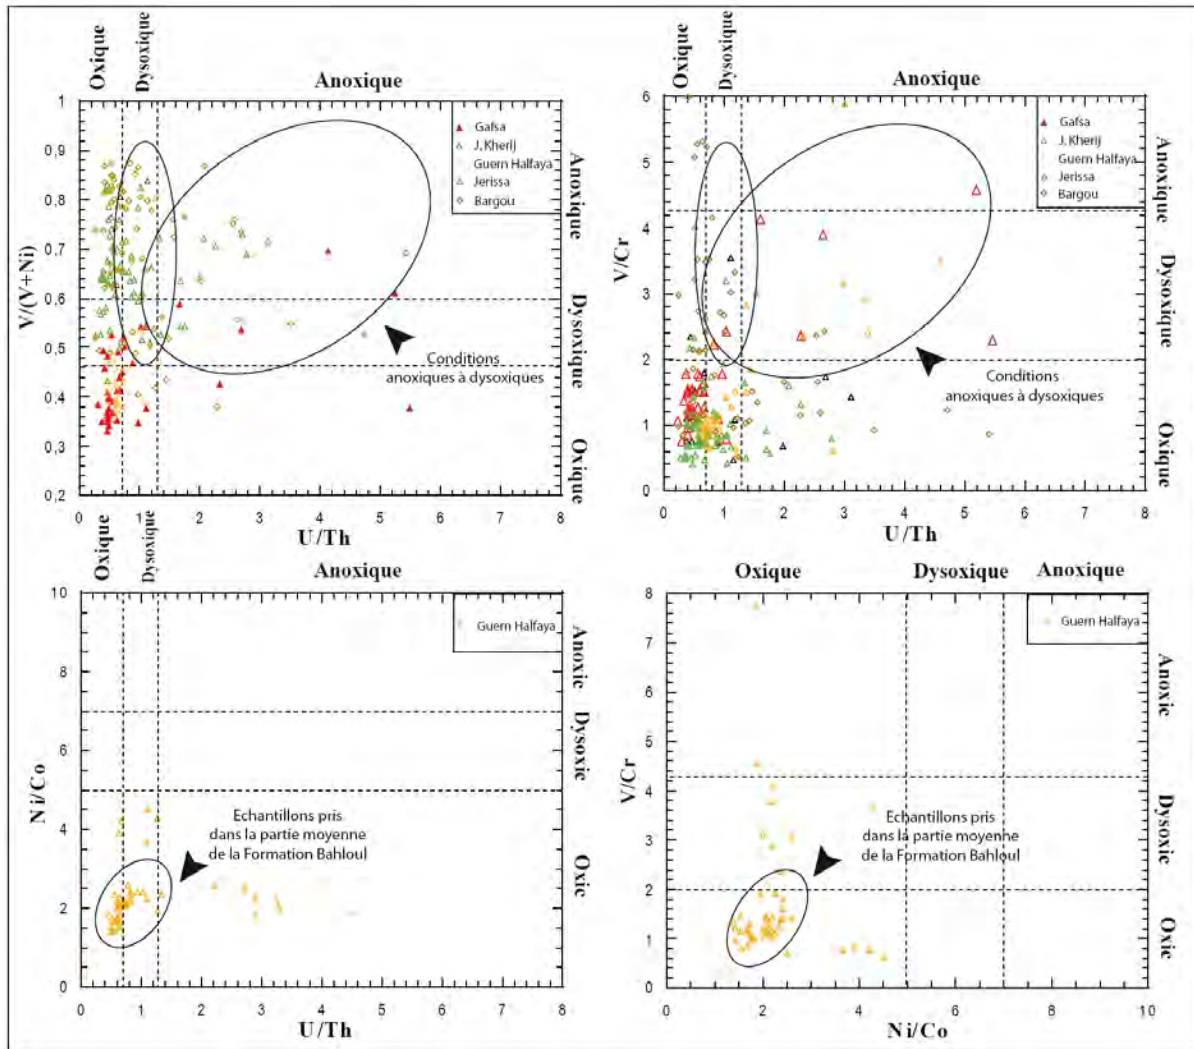 Oxique
Dysoxique
Anoxique
V/(V+Ni)
1
0,9
0,8
0,7
0,6
0,5
0,4
0,3
0,2
Gafsa
J. Kherij
Guern Halfaya
Jerissa
Bargou
Conditions
anoxiques à dysoxiques
Anoxique
Dysoxique
Oxique
0 1 2 3 4 5 6 7 8
U/Th
Oxique
Dysoxique
Anoxique
V/Cr
6
5
4
3
2
1
0
Gafsa
J. Kherij
Guern Halfaya
Jerissa
Bargou
Conditions
anoxiques à dysoxiques
Anoxique
Dysoxique
Oxique
0 1 2 3 4 5 6 7 8
U/Th
Oxique
Dysoxique
Anoxique
Ni/Co
10
8
6
4
2
0
Guern Halfaya
Echantillons pris
dans la partie moyenne
de la Formation Bahloul
Anoxic
Dysoxic
Oxic
0 1 2 3 4 5 6 7 8
U/Th
Oxique
Dysoxique
Anoxique
V/Cr
8
7
6
5
4
3
2
1
0
Guern Halfaya
Echantillons pris
dans la partie moyenne
de la Formation Bahloul
Anoxic
Dysoxic
Oxic
0 2 4 6 8 10
Ni/Co